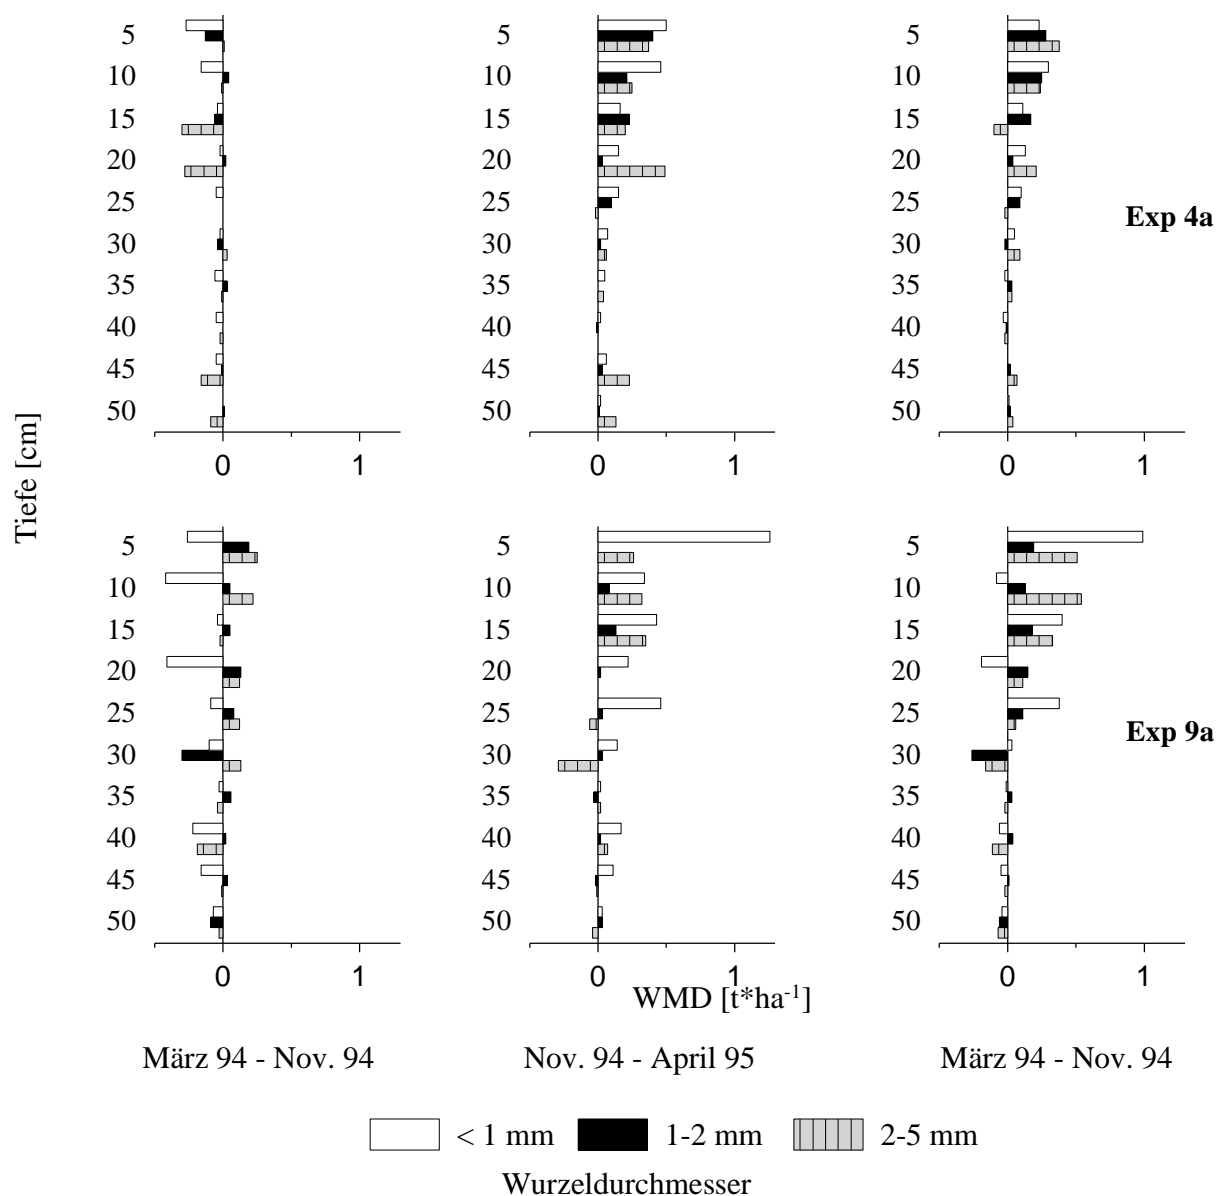 Tiefe [cm]
5 5 5
10 10 10
15 15 15
20 20 20
25 25 25
Exp 4a
30 30 30
35 35 35
40 40 40
45 45 45
50 50 50
0 1 0 1 0 1
5 5 5
10 10 10
15 15 15
20 20 20
25 25 25
Exp 9a
30 30 30
35 35 35
40 40 40
45 45 45
50 50 50
0 1 0 1 0 1
WMD [t*ha⁻¹]
März 94 - Nov. 94 Nov. 94 - April 95 März 94 - Nov. 94
< 1 mm 1-2 mm 2-5 mm
Wurzeldurchmesser